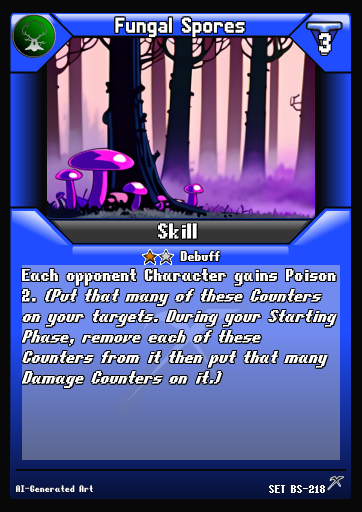 Fungal Spores
3
Skill
Debuff
Each opponent Character gains Poison
2. (Put that many of these Counters
on your targets. During your Starting
Phase, remove each of these
Counters from it then put that many
Damage Counters on it.)
AI-Generated Art
SET BS-218